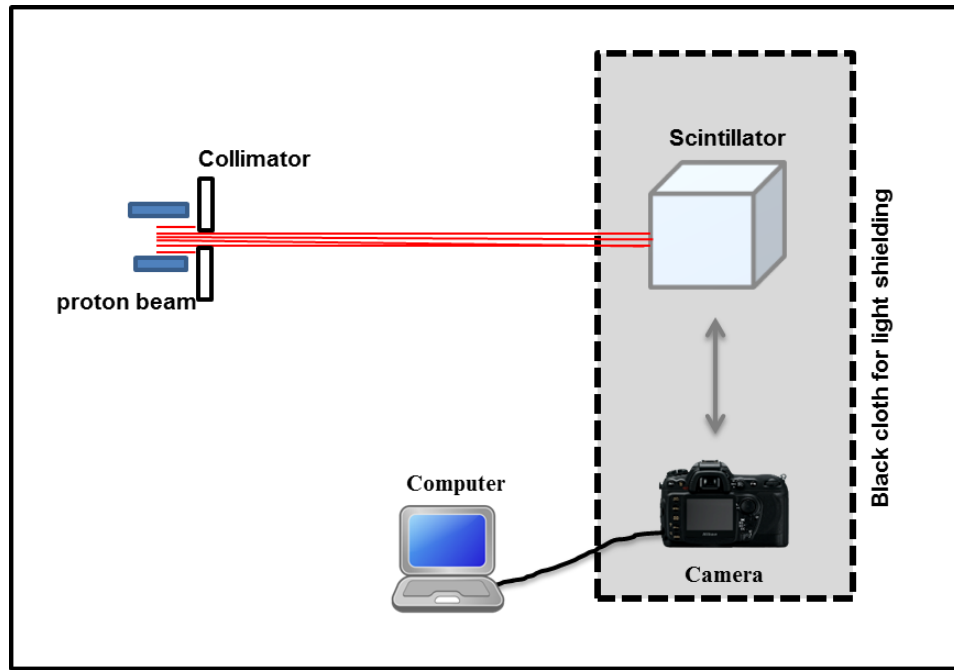 Collimator
proton beam
Scintillator
Black cloth for light shielding
Computer
Camera